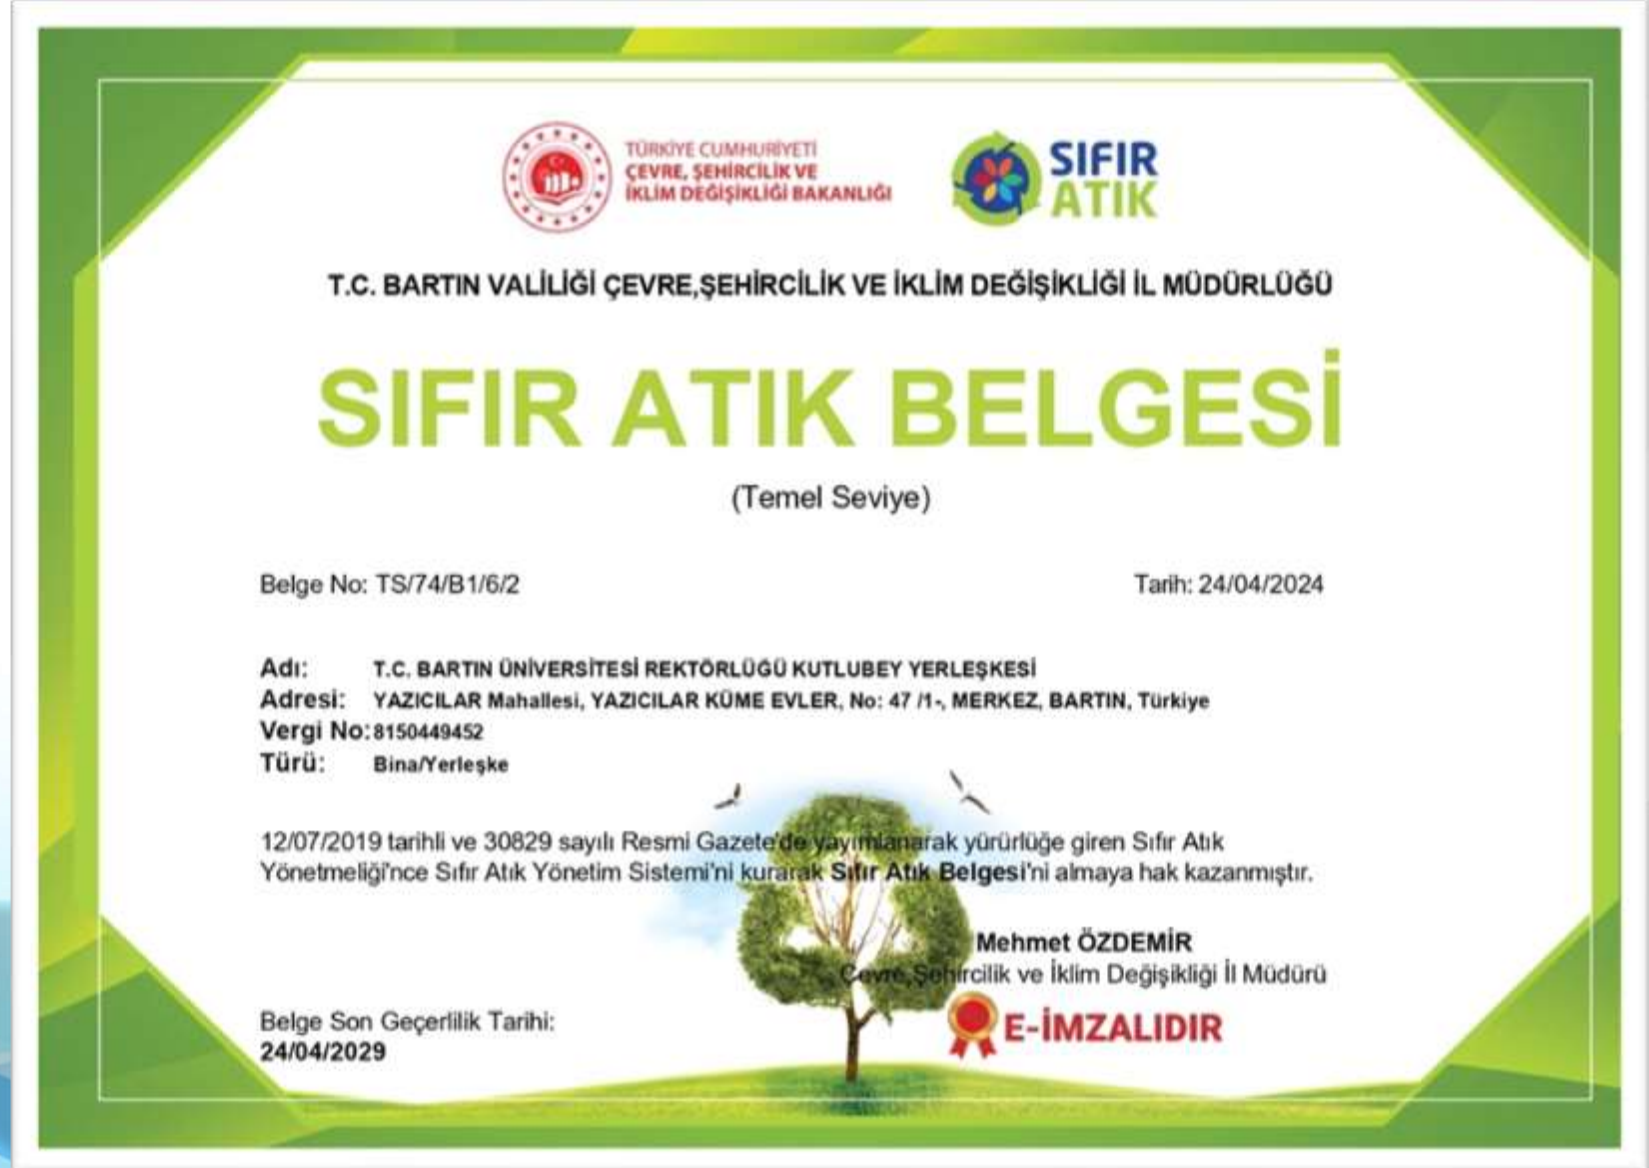 TÜRKİYE CUMHURİYETİ
ÇEVRE, ŞEHİRCİLİK VE
İKLİM DEĞİŞİKLİĞİ BAKANLIĞI
SIFIR
ATIK
T.C. BARTIN VALİLİĞİ ÇEVRE,ŞEHİRCİLİK VE İKLİM DEĞİŞİKLİĞİ İL MÜDÜRLÜĞÜ
SIFIR ATIK BELGESİ
(Temel Seviye)
Belge No: TS/74/B1/6/2 Tarih: 24/04/2024
Adı: T.C. BARTIN ÜNİVERSİTESİ REKTÖRLÜĞÜ KUTLUBEY YERLEŞKESİ
Adresi: YAZICILAR Mahallesi, YAZICILAR KÜME EVLER, No: 47 /1-, MERKEZ, BARTIN, Türkiye
Vergi No: 8150449452
Türü: Bina/Yerleşke
12/07/2019 tarihli ve 30829 sayılı Resmi Gazete'de yayımlanarak yürürlüğe giren Sıfır Atık
Yönetmeliği'nce Sıfır Atık Yönetim Sistemi'ni kurarak Sıfır Atık Belgesi'ni almaya hak kazanmıştır.
Mehmet ÖZDEMİR
Çevre,Şehircilik ve İklim Değişikliği İl Müdürü
E-İMZALIDIR
Belge Son Geçerlilik Tarihi:
24/04/2029